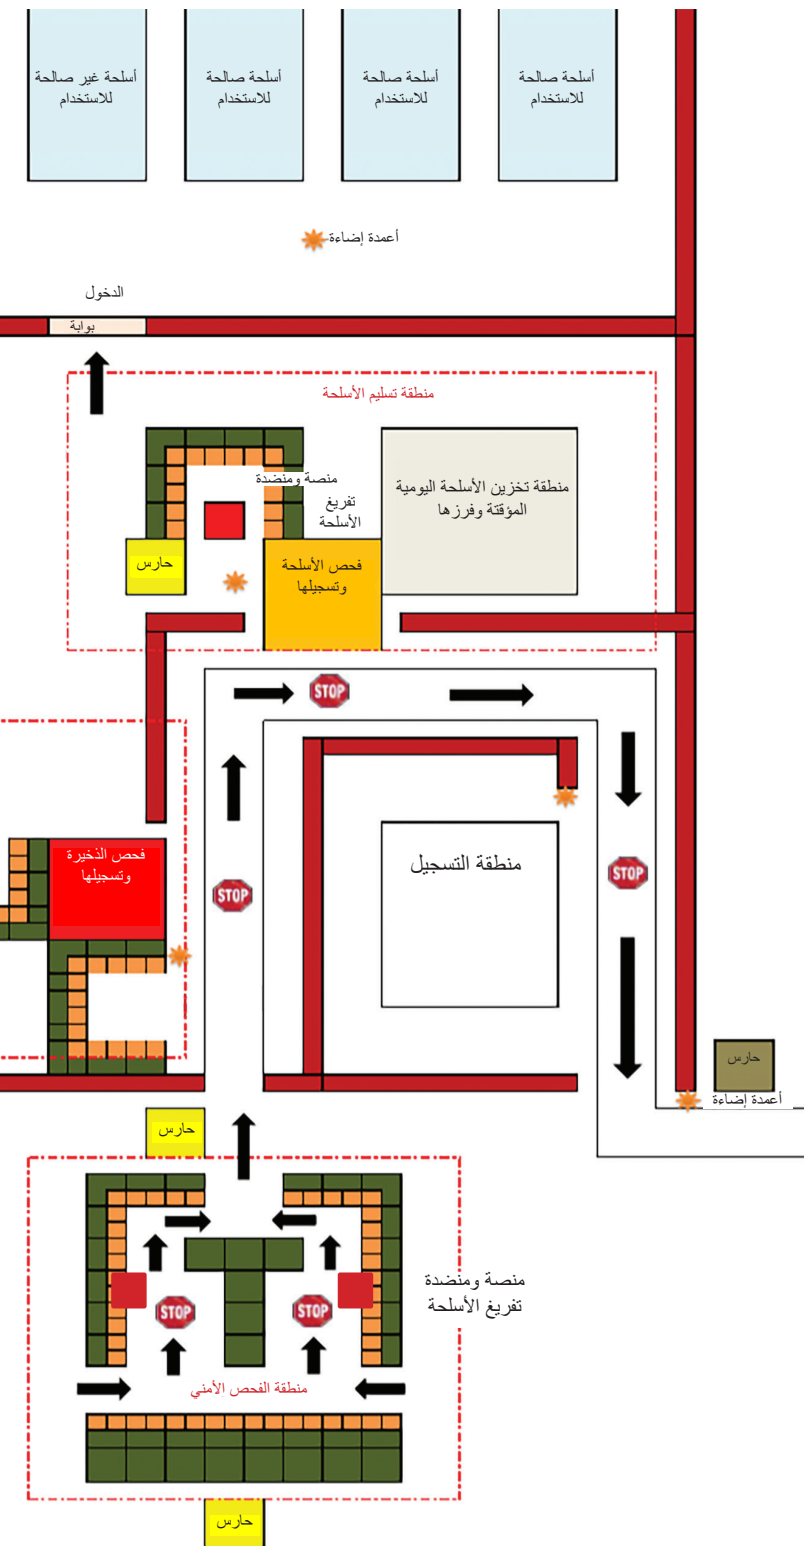 أسلحة صالحة
للاستخدام
أسلحة صالحة
للاستخدام
أسلحة صالحة
للاستخدام
أسلحة غير صالحة
للاستخدام
أعمدة إضاءة
الدخول
بوابة
منطقة تسليم الأسلحة
منصة ومنضدة
تفريغ
الأسلحة
منطقة تخزين الأسلحة اليومية
المؤقتة وفرزها
حارس
فحص الأسلحة
وتسجيلها
STOP
STOP
STOP
منطقة التسجيل
فحص الذخيرة
وتسجيلها
حارس
أعمدة إضاءة
حارس
منصة ومنضدة
تفريغ الأسلحة
STOP
STOP
منطقة الفحص الأمني
حارس